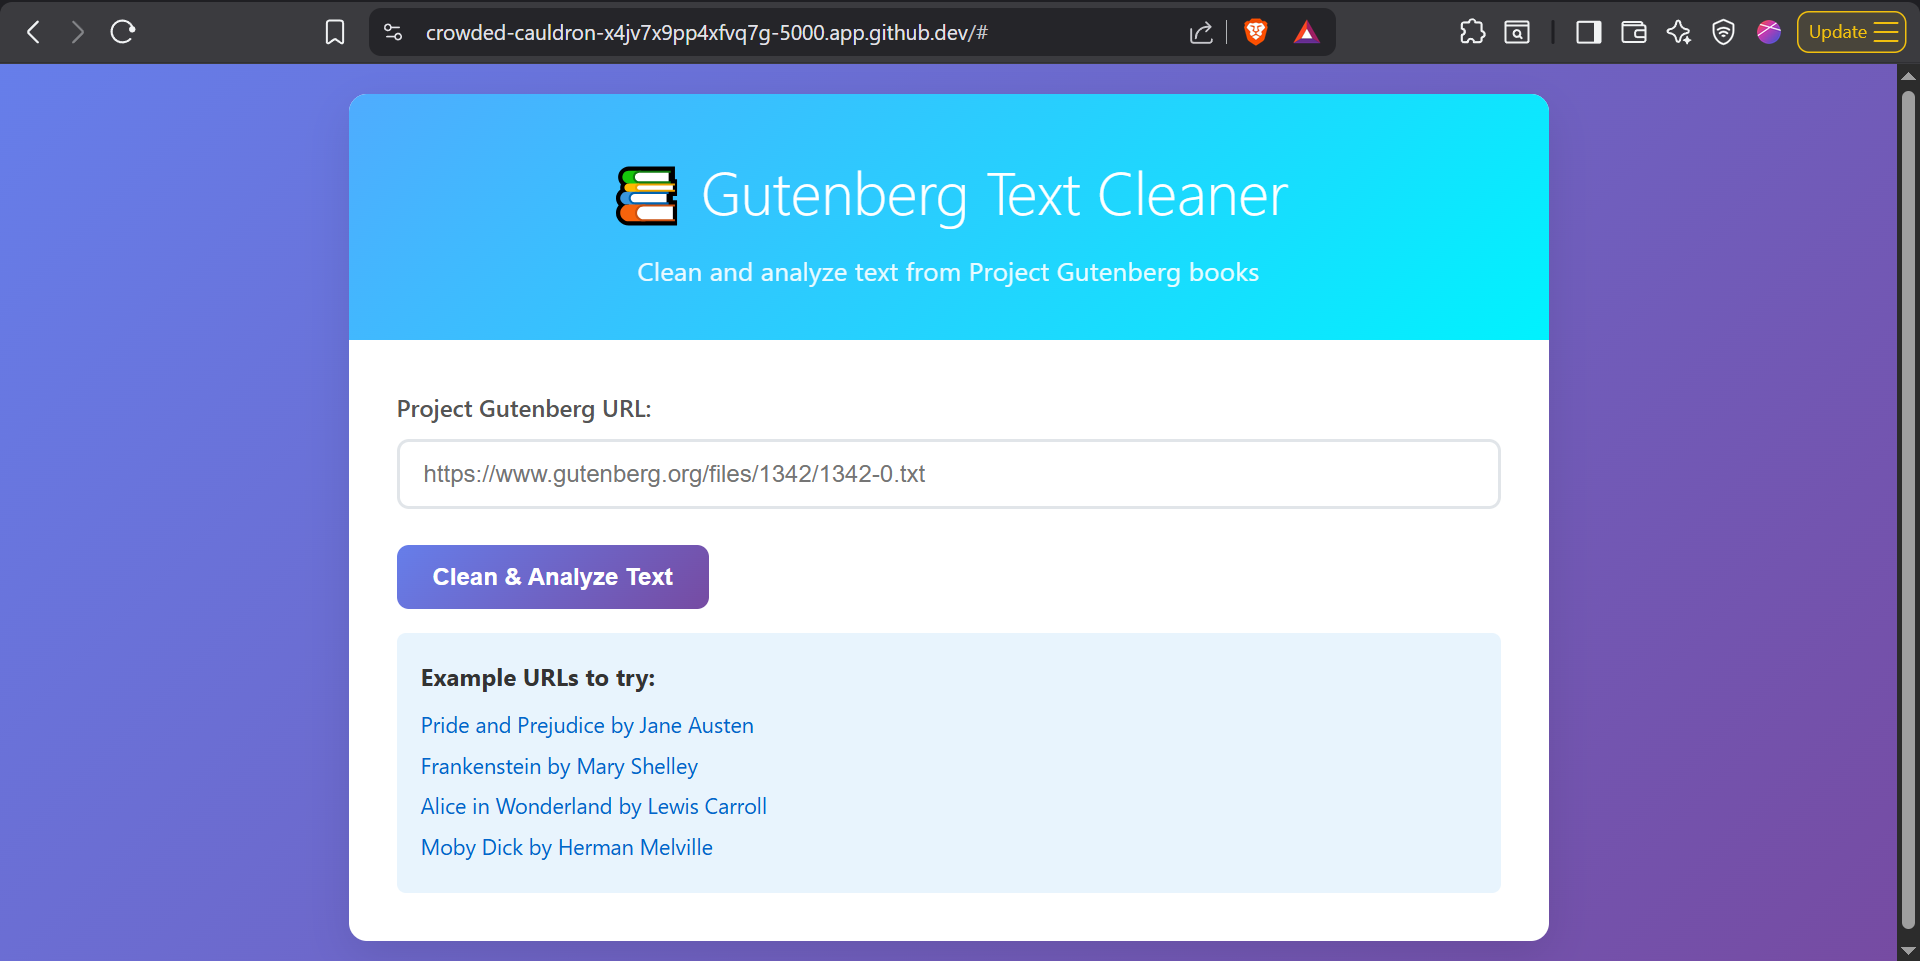 crowded-cauldron-x4jv7x9pp4xfvq7g-5000.app.github.dev/#
Update
Gutenberg Text Cleaner
Clean and analyze text from Project Gutenberg books
Project Gutenberg URL:
https://www.gutenberg.org/files/1342/1342-0.txt
Clean & Analyze Text
Example URLs to try:
Pride and Prejudice by Jane Austen
Frankenstein by Mary Shelley
Alice in Wonderland by Lewis Carroll
Moby Dick by Herman Melville